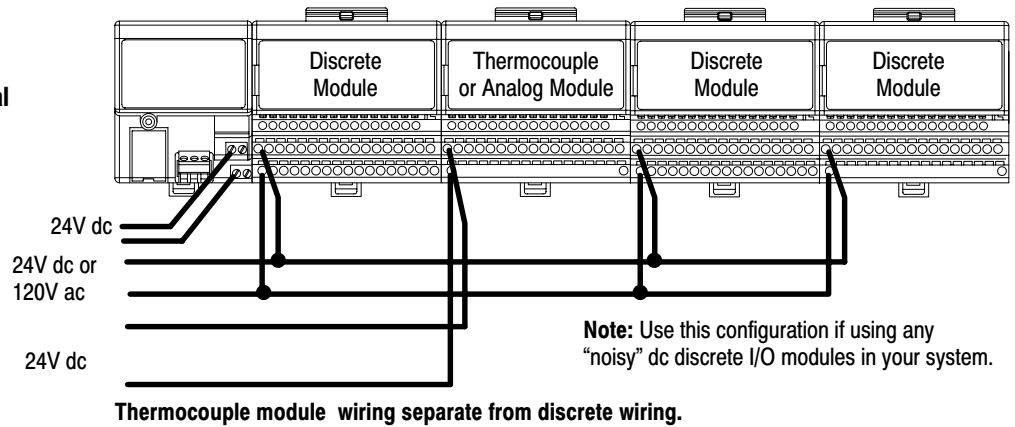 Discrete
Module
Thermocouple
or Analog Module
Discrete
Module
Discrete
Module
al
24V dc
24V dc or
120V ac
24V dc
Note: Use this configuration if using any
“noisy” dc discrete I/O modules in your system.
Thermocouple module wiring separate from discrete wiring.